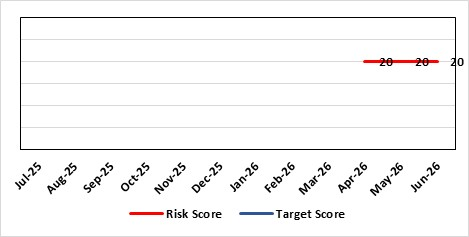 20 20 20
Jul-25 Aug-25 Sep-25 Oct-25 Nov-25 Dec-25 Jan-26 Feb-26 Mar-26 Apr-26 May-26 Jun-26
Risk Score Target Score